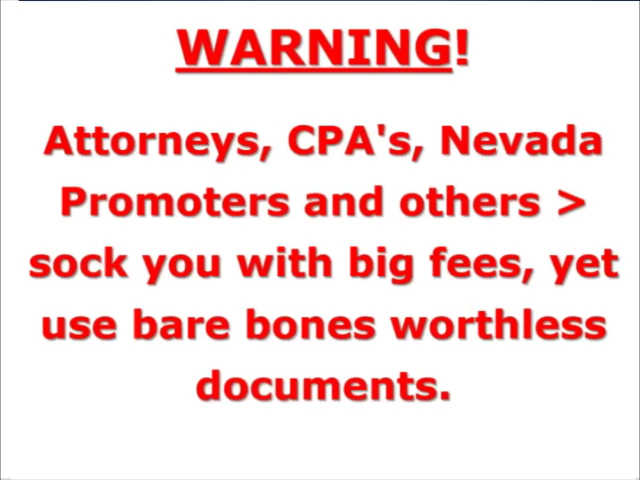 WARNING!
Attorneys, CPA's, Nevada
Promoters and others >
sock you with big fees, yet
use bare bones worthless
documents.